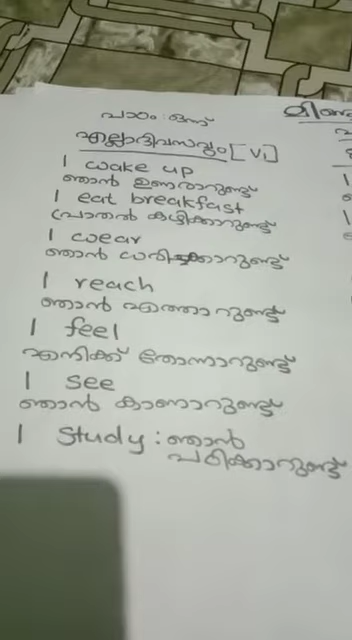 പാഠം : ഒന്ന്
എല്ലാദിവസവും [V1]
I wake up
ഞാൻ ഉണരാറുണ്ട്
I eat breakfast
പ്രാതൽ കഴിക്കാറുണ്ട്
I wear
ഞാൻ ധരിക്കാറുണ്ട്
I reach
ഞാൻ എത്താറുണ്ട്
I feel
എനിക്ക് തോന്നാറുണ്ട്
I see
ഞാൻ കാണാറുണ്ട്
I study : ഞാൻ
പഠിക്കാറുണ്ട്